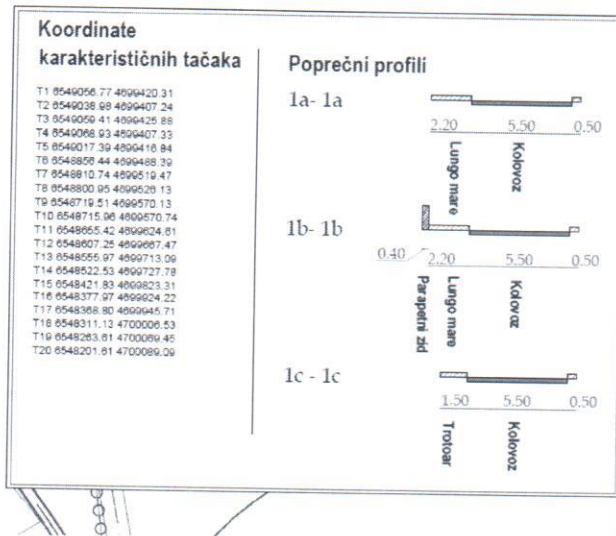 Koordinate
karakterističnih tačaka
T1 6549056.77 4699420.31
T2 6549038.98 4699407.24
T3 6549059.41 4699425.88
T4 6549068.93 4699407.33
T5 6549017.39 4699416.84
T6 6548856.44 4699488.39
T7 6548810.74 4699519.47
T8 6548800.95 4699526.13
T9 6548719.51 4699570.13
T10 6548715.96 4699570.74
T11 6548655.42 4699624.61
T12 6548607.25 4699667.47
T13 6548555.97 4699713.09
T14 6548522.53 4699727.78
T15 6548421.83 4699823.31
T16 6548377.97 4699924.22
T17 6548368.80 4699945.71
T18 6548311.13 4700006.53
T19 6548263.61 4700069.45
T20 6548201.61 4700089.09
Poprečni profili
1a- 1a
2.20 5.50 0.50
Lungo mare
Kolovoz
1b- 1b
0.40 2.20 5.50 0.50
Parapetni zid
Lungo mare
Kolovoz
1c - 1c
1.50 5.50 0.50
Trotoar
Kolovoz